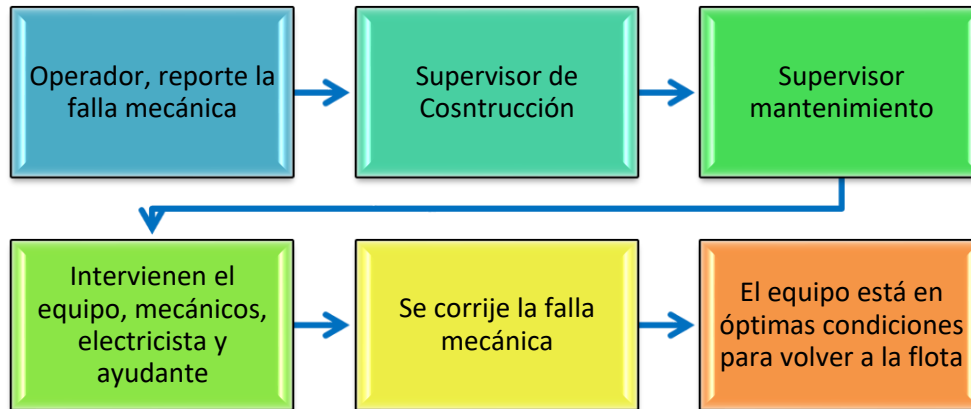 Operador, reporte la
falla mecánica
Supervisor de
Cosntrucción
Supervisor
mantenimiento
Intervienen el
equipo, mecánicos,
electricista y
ayudante
Se corrije la falla
mecánica
El equipo está en
óptimas condiciones
para volver a la flota